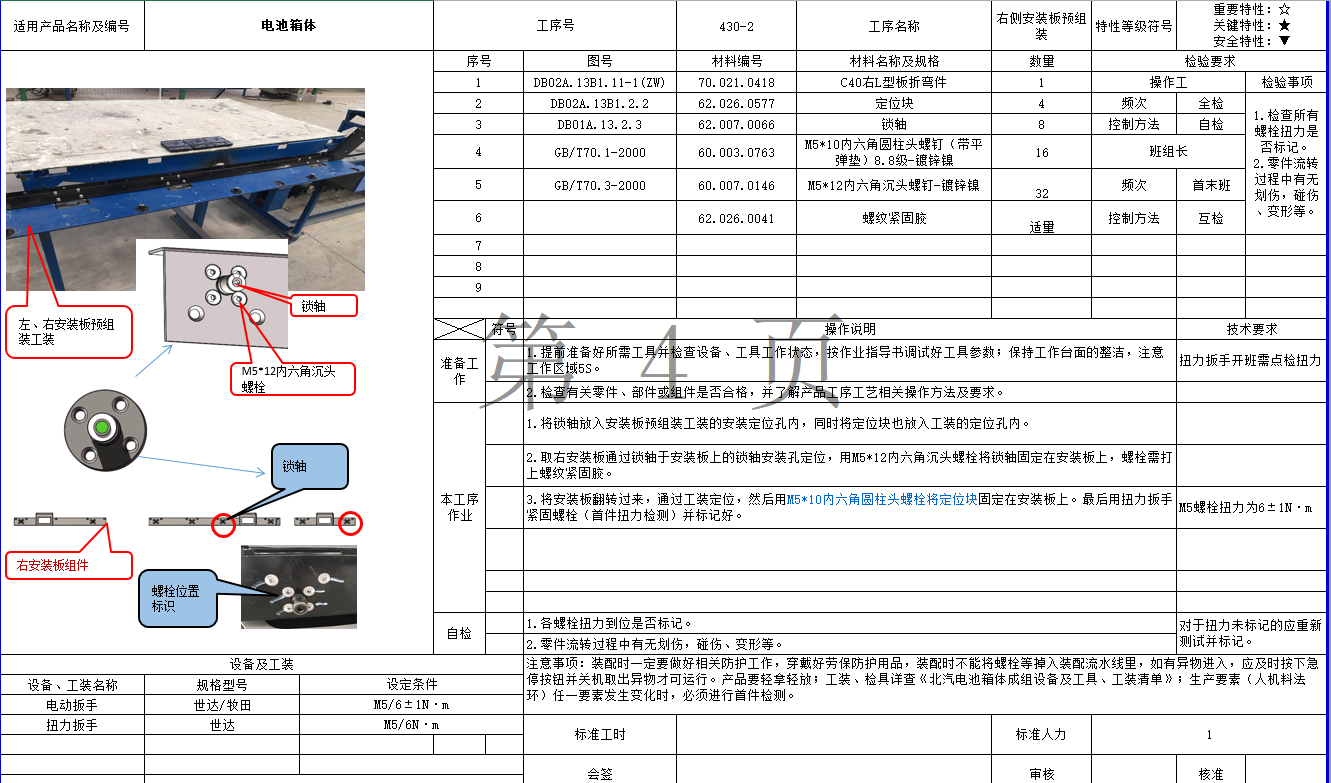 适用产品名称及编号 电池箱体 工序号 430-2 工序名称 右侧安装板预组
装 特性等级符号 重要特性：☆
关键特性：★
安全特性：▼
序号 图号 材料编号 材料名称及规格 数量 检验要求
1 DB02A.13B1.11-1(ZW) 70.021.0418 C40右L型板折弯件 1 操作工 检验事项
2 DB02A.13B1.2.2 62.026.0577 定位块 4 频次 全检
3 DB01A.13.2.3 62.007.0066 锁轴 8 控制方法 自检
4 GB/T70.1-2000 60.003.0763 M5*10内六角圆柱头螺钉（带平
弹垫）8.8级-镀锌镍 16 班组长
5 GB/T70.3-2000 60.007.0146 M5*12内六角沉头螺钉-镀锌镍 32 频次 首末班
6 62.026.0041 螺纹紧固胶 适量 控制方法 互检
1.检查所有
螺栓扭力是
否标记。
2.零件流转
过程中有无
划伤，碰伤
、变形等。
7
8
9
锁轴
左、右安装板预组
装工装
M5*12内六角沉头
螺栓
锁轴
右安装板组件
螺栓位置
标识
第 4 页
符号 操作说明 技术要求
准备工
作
1.提前准备好所需工具并检查设备、工具工作状态，按作业指导书调试好工具参数；保持工作台面的整洁，注意
工作区域5S。
扭力扳手开班需点检扭力
2.检查有关零件、部件或组件是否合格，并了解产品工序工艺相关操作方法及要求。
本工序
作业
1.将锁轴放入安装板预组装工装的安装定位孔内，同时将定位块也放入工装的定位孔内。
2.取右安装板通过锁轴于安装板上的锁轴安装孔定位，用M5*12内六角沉头螺栓将锁轴固定在安装板上，螺栓需打
上螺纹紧固胶。
3.将安装板翻转过来，通过工装定位，然后用M5*10内六角圆柱头螺栓将定位块固定在安装板上。最后用扭力扳手
紧固螺栓（首件扭力检测）并标记好。
M5螺栓扭力为6±1N·m
自检
1.各螺栓扭力到位是否标记。
2.零件流转过程中有无划伤，碰伤、变形等。
对于扭力未标记的应重新
测试并标记。
设备及工装
设备、工装名称 规格型号 设定条件
电动扳手 世达/牧田 M5/6±1N·m
扭力扳手 世达 M5/6N·m
注意事项：装配时一定要做好相关防护工作，穿戴好劳保防护用品，装配时不能将螺栓等掉入装配流水线里，如有异物进入，应及时按下急
停按钮并关机取出异物才可运行。产品要轻拿轻放；工装、检具详查《北汽电池箱体成组设备及工具、工装清单》；生产要素（人机料法
环）任一要素发生变化时，必须进行首件检测。
标准工时 标准人力 1
会签 审核 核准